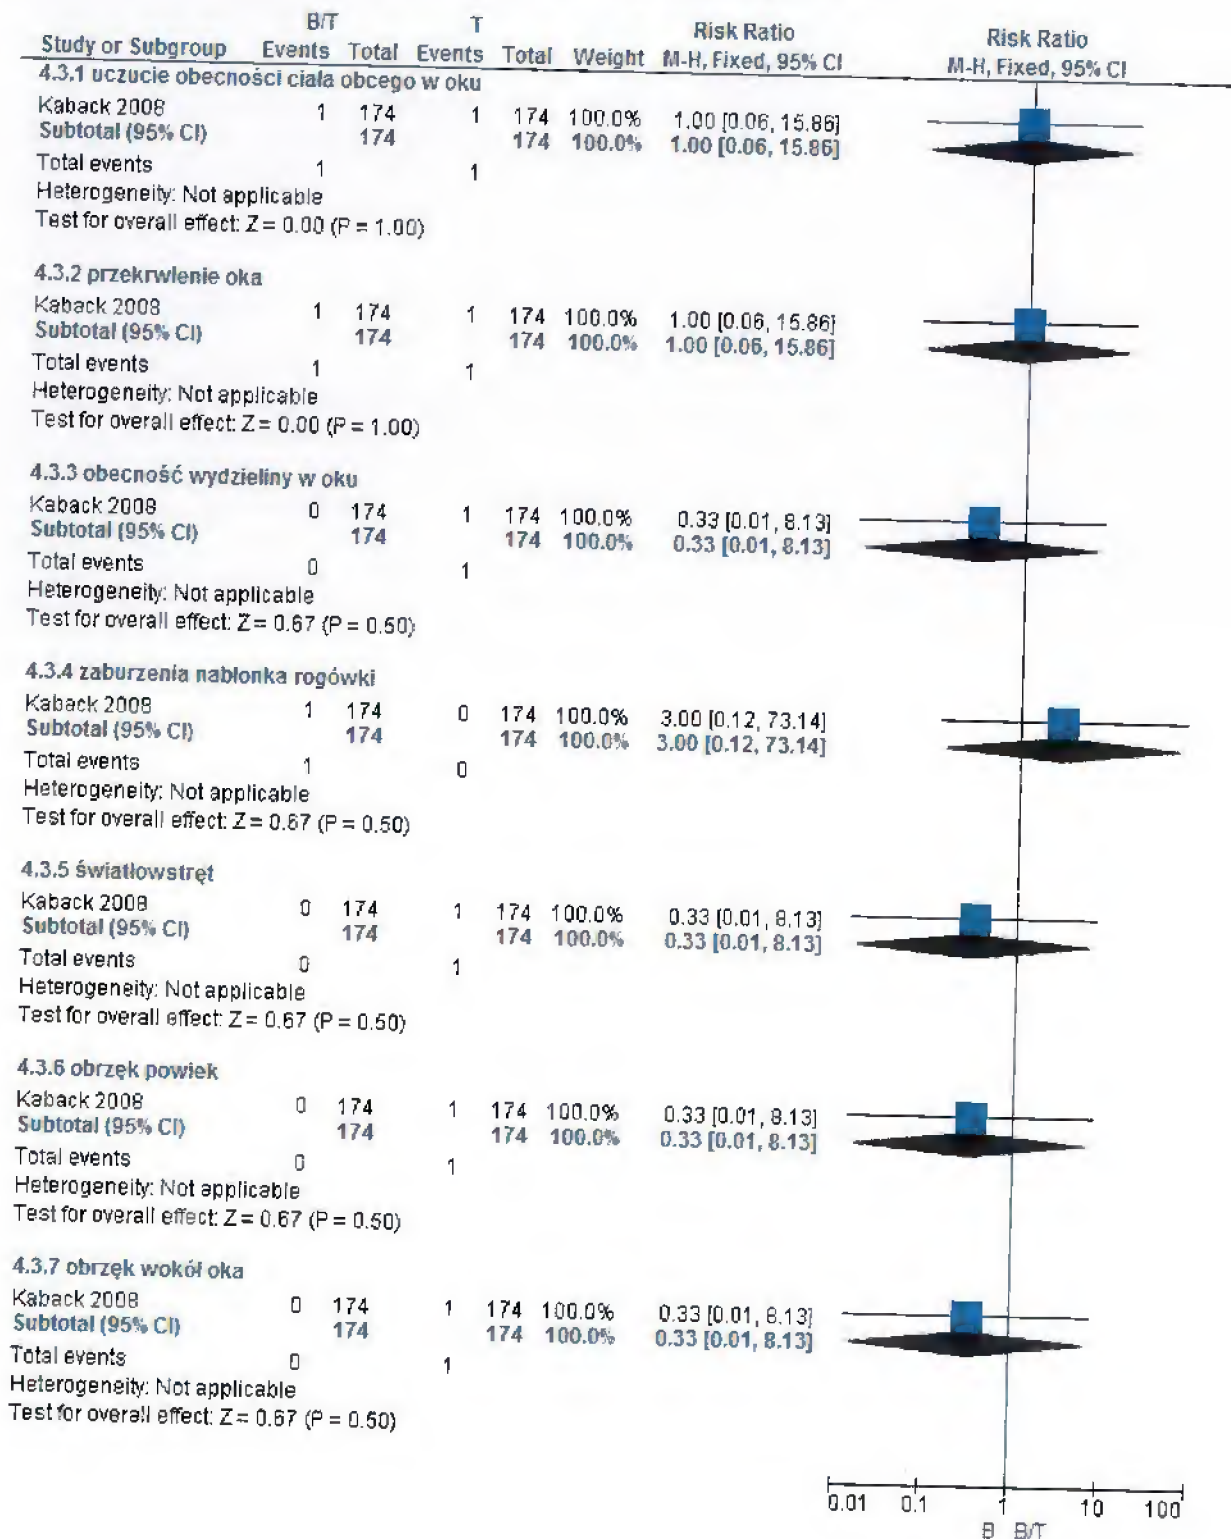 B/T T Risk Ratio Risk Ratio
Study or Subgroup Events Total Events Total Weight M-H, Fixed, 95% CI M-H, Fixed, 95% CI
4.3.1 uczucie obecności ciała obcego w oku
Kaback 2008 1 174 1 174 100.0% 1.00 [0.06, 15.86]
Subtotal (95% CI) 174 174 100.0% 1.00 [0.06, 15.86]
Total events 1 1
Heterogeneity: Not applicable
Test for overall effect: Z = 0.00 (P = 1.00)
4.3.2 przekrwienie oka
Kaback 2008 1 174 1 174 100.0% 1.00 [0.06, 15.86]
Subtotal (95% CI) 174 174 100.0% 1.00 [0.06, 15.86]
Total events 1 1
Heterogeneity: Not applicable
Test for overall effect: Z = 0.00 (P = 1.00)
4.3.3 obecność wydzieliny w oku
Kaback 2008 0 174 1 174 100.0% 0.33 [0.01, 8.13]
Subtotal (95% CI) 174 174 100.0% 0.33 [0.01, 8.13]
Total events 0 1
Heterogeneity: Not applicable
Test for overall effect: Z = 0.67 (P = 0.50)
4.3.4 zaburzenia nabłonka rogówki
Kaback 2008 1 174 0 174 100.0% 3.00 [0.12, 73.14]
Subtotal (95% CI) 174 174 100.0% 3.00 [0.12, 73.14]
Total events 1 0
Heterogeneity: Not applicable
Test for overall effect: Z = 0.67 (P = 0.50)
4.3.5 światłowstręt
Kaback 2008 0 174 1 174 100.0% 0.33 [0.01, 8.13]
Subtotal (95% CI) 174 174 100.0% 0.33 [0.01, 8.13]
Total events 0 1
Heterogeneity: Not applicable
Test for overall effect: Z = 0.67 (P = 0.50)
4.3.6 obrzęk powiek
Kaback 2008 0 174 1 174 100.0% 0.33 [0.01, 8.13]
Subtotal (95% CI) 174 174 100.0% 0.33 [0.01, 8.13]
Total events 0 1
Heterogeneity: Not applicable
Test for overall effect: Z = 0.67 (P = 0.50)
4.3.7 obrzęk wokół oka
Kaback 2008 0 174 1 174 100.0% 0.33 [0.01, 8.13]
Subtotal (95% CI) 174 174 100.0% 0.33 [0.01, 8.13]
Total events 0 1
Heterogeneity: Not applicable
Test for overall effect: Z = 0.67 (P = 0.50)
0.01 0.1 1 10 100
B B/T